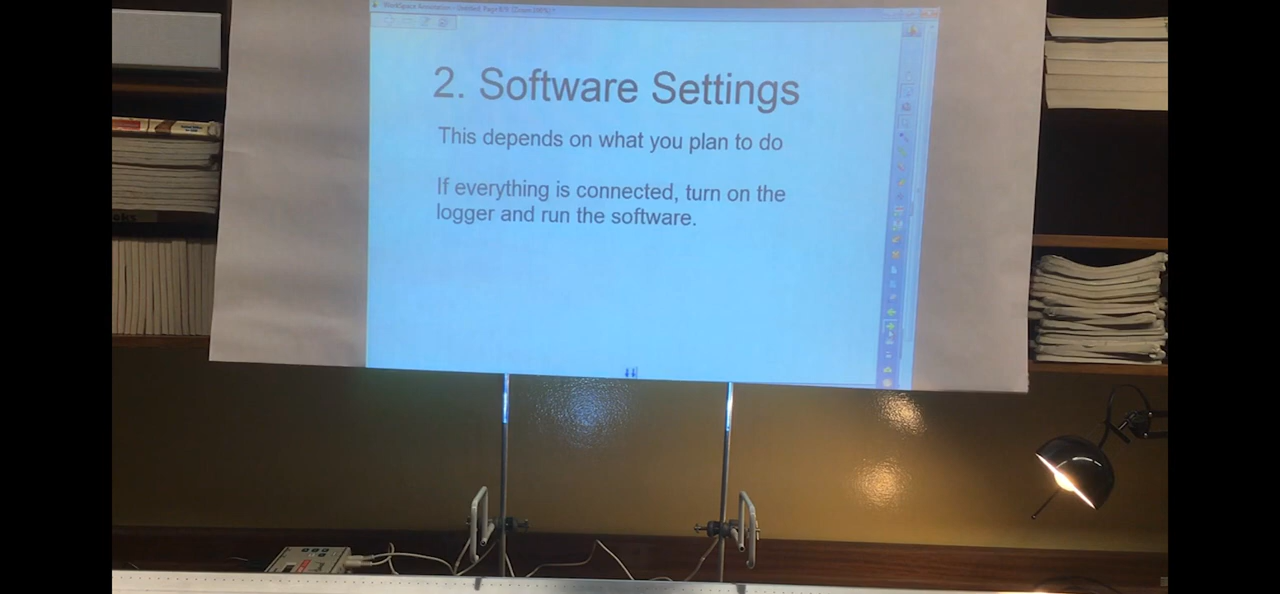 2. Software Settings
This depends on what you plan to do
If everything is connected, turn on the
logger and run the software.